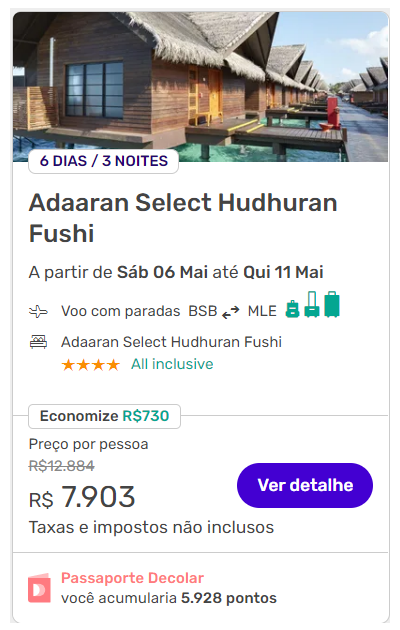 6 DIAS / 3 NOITES
Adaaran Select Hudhuran
Fushi
A partir de Sáb 06 Mai até Qui 11 Mai
Voo com paradas BSB MLE
Adaaran Select Hudhuran Fushi
All inclusive
Economize R$730
Preço por pessoa
R$12.884
R$ 7.903
Ver detalhe
Taxas e impostos não inclusos
Passaporte Decolar
você acumularia 5.928 pontos